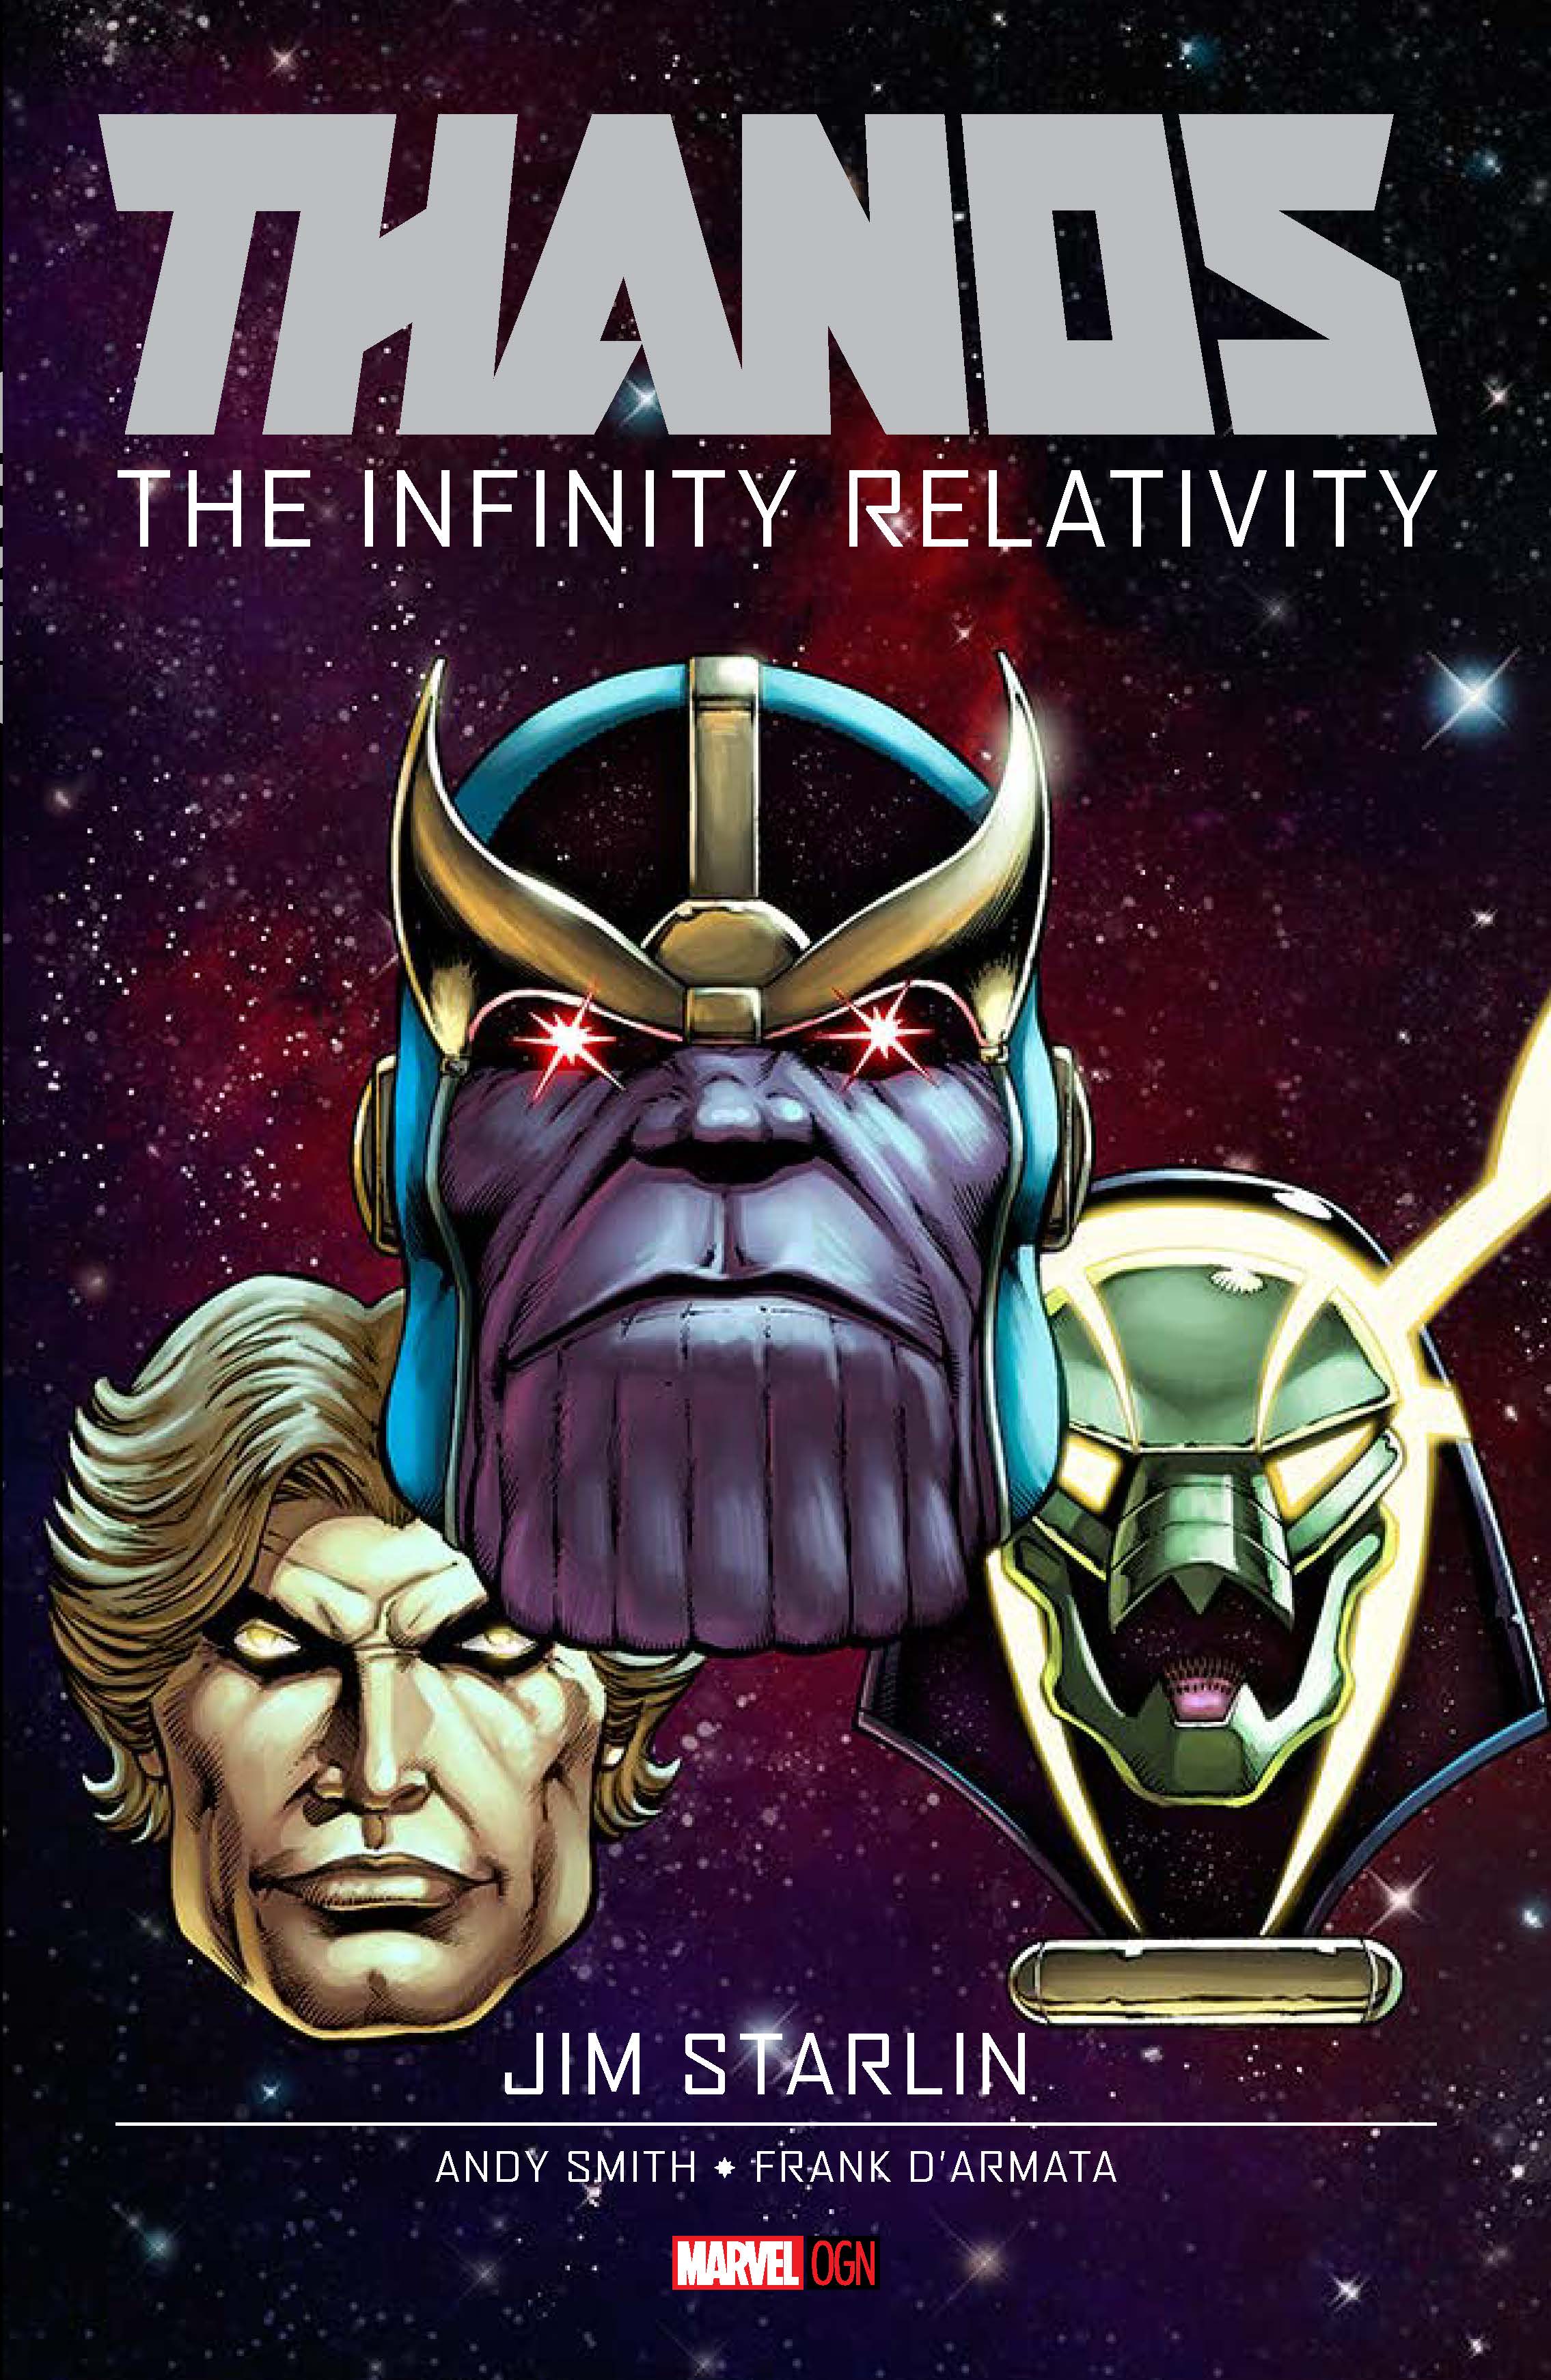 THANOS
THE INFINITY RELATIVITY
JIM STARLIN
ANDY SMITH ✸ FRANK D'ARMATA
MARVEL OGN